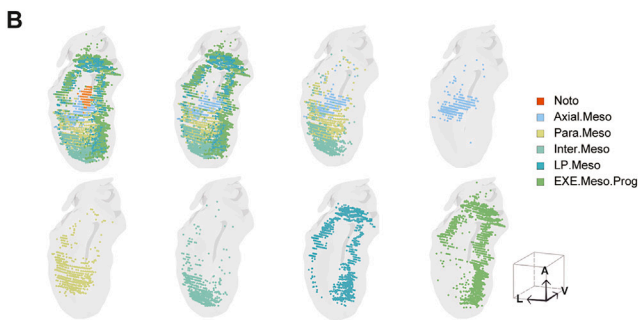 B
Noto
Axial.Meso
Para.Meso
Inter.Meso
LP.Meso
EXE.Meso.Prog
A
L
V